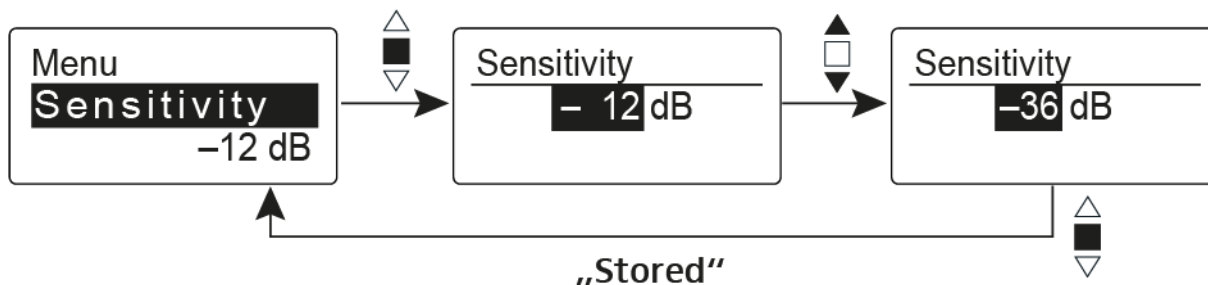 Menu
Sensitivity
–12 dB
Sensitivity
– 12 dB
Sensitivity
–36 dB
„Stored“